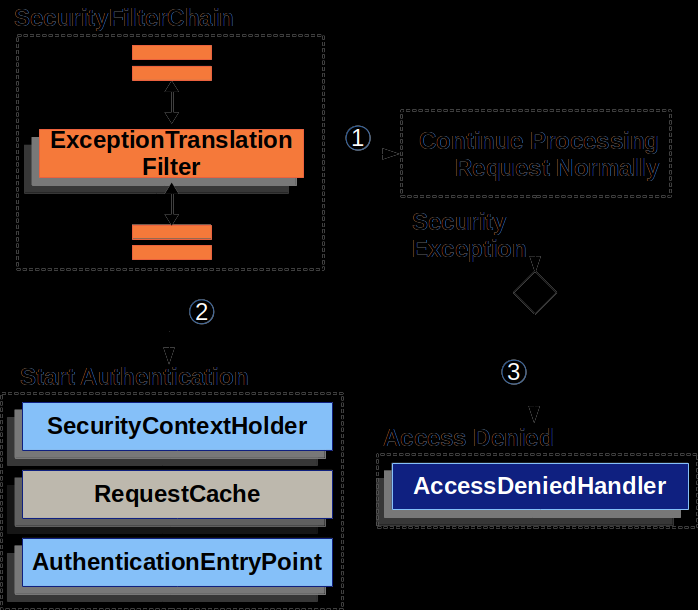 SecurityFilterChain
ExceptionTranslation
Filter
1
Continue Processing
Request Normally
Security
Exception
2
3
Start Authentication
SecurityContextHolder
RequestCache
AuthenticationEntryPoint
Access Denied
AccessDeniedHandler